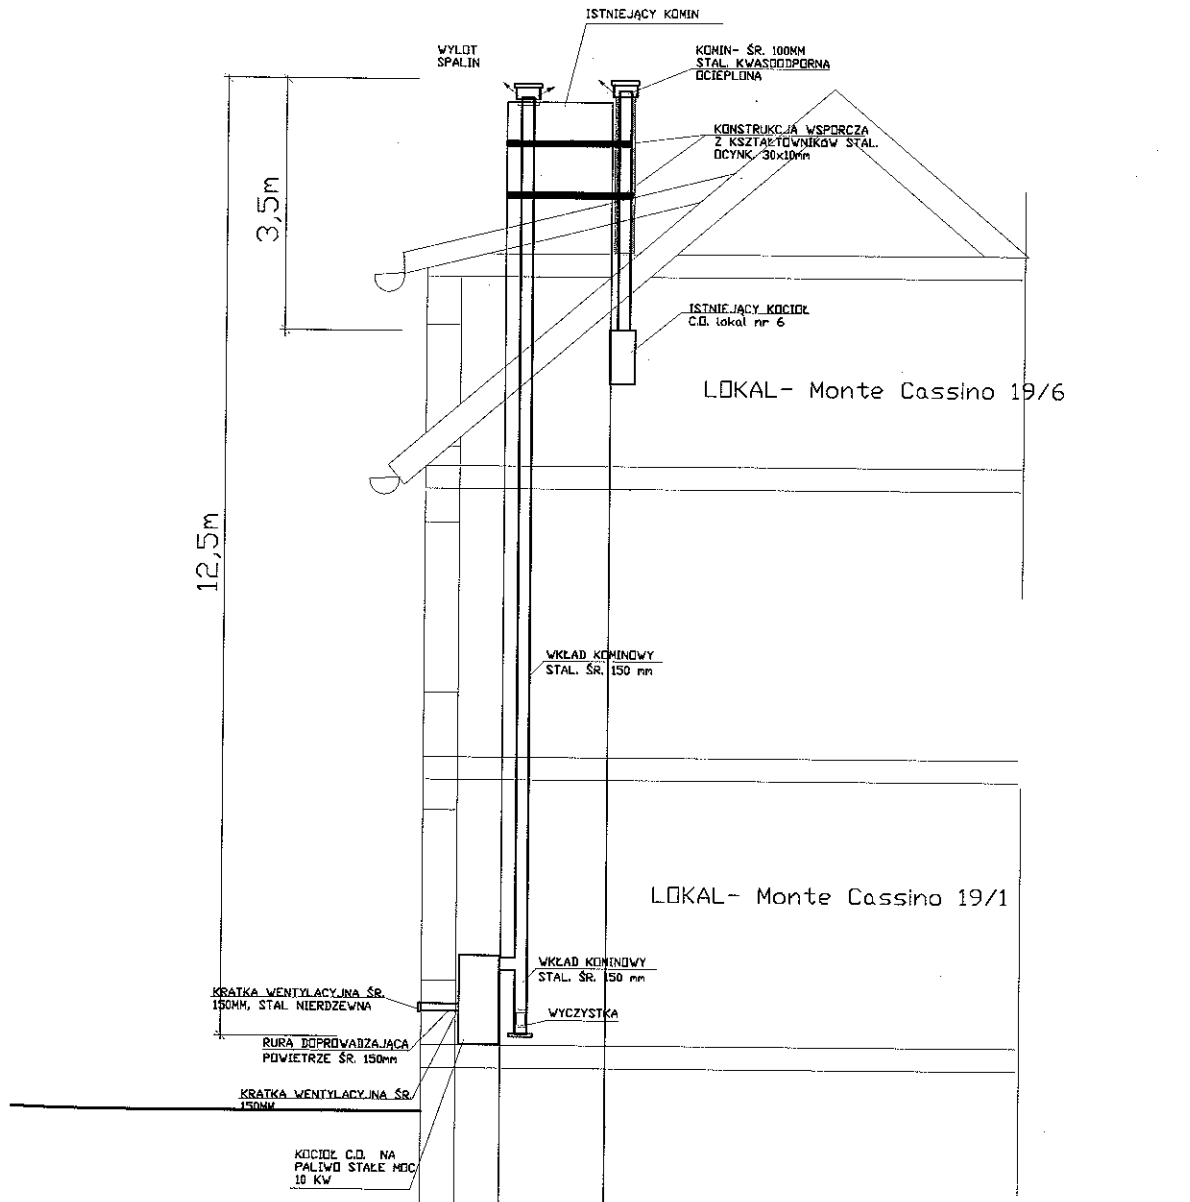 ISTNIEJĄCY KOMIN
WYLOT
SPALIN
KOMIN- ŚR. 100MM
STAL. KWASOODPORNA
OCIEPLONA
KONSTRUKCJA WSPORCZA
Z KSZTAŁTOWNIKÓW STAL.
OCYNK. 30x10mm
3,5m
ISTNIEJĄCY KOCIOŁ
C.O. lokal nr 6
LOKAL- Monte Cassino 19/6
12,5m
WKŁAD KOMINOWY
STAL. ŚR. 150 mm
LOKAL- Monte Cassino 19/1
WKŁAD KOMINOWY
STAL. ŚR. 150 mm
KRATKA WENTYLACYJNA ŚR.
150MM, STAL NIERDZEWNA
WYCZYSTKA
RURA DOPROWADZAJĄCA
POWIETRZE ŚR. 150mm
KRATKA WENTYLACYJNA ŚR.
150MM
KOCIOŁ C.O. NA
PALIWO STAŁE MOC
10 KW